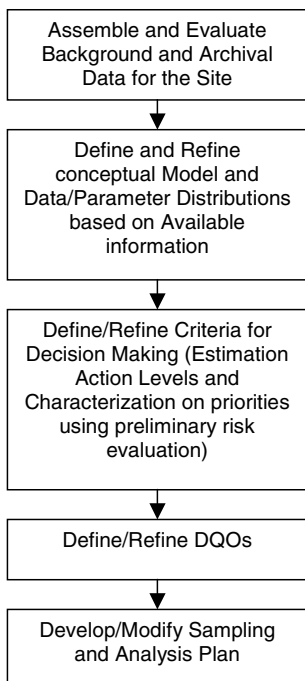 Assemble and Evaluate
Background and Archival
Data for the Site
Define and Refine
conceptual Model and
Data/Parameter Distributions
based on Available
information
Define/Refine Criteria for
Decision Making (Estimation
Action Levels and
Characterization on priorities
using preliminary risk
evaluation)
Define/Refine DQOs
Develop/Modify Sampling
and Analysis Plan